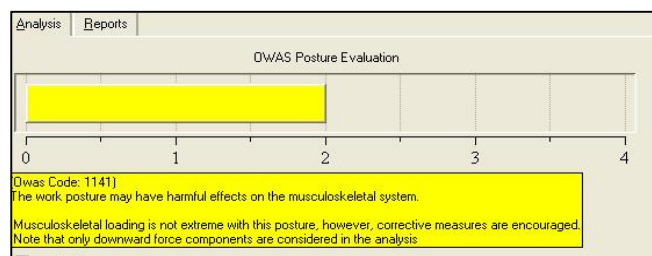 Analysis Reports
OWAS Posture Evaluation
0 1 2 3 4
(Owas Code: 1141)
The work posture may have harmful effects on the musculoskeletal system.
Musculoskeletal loading is not extreme with this posture, however, corrective measures are encouraged.
Note that only downward force components are considered in the analysis